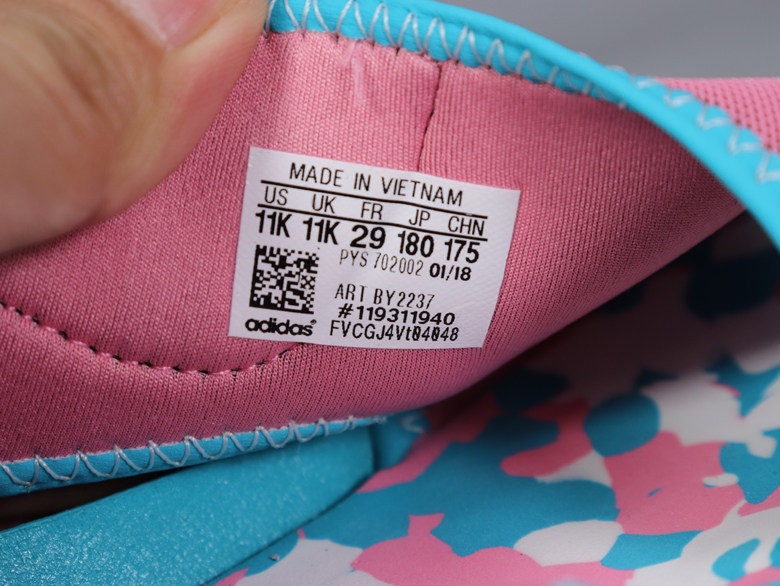 MADE IN VIETNAM
US UK FR JP CHN
11K 11K 29 180 175
PYS 702002 01/18
ART BY2237
#119311940
adidas FVCGJ4Vt04048